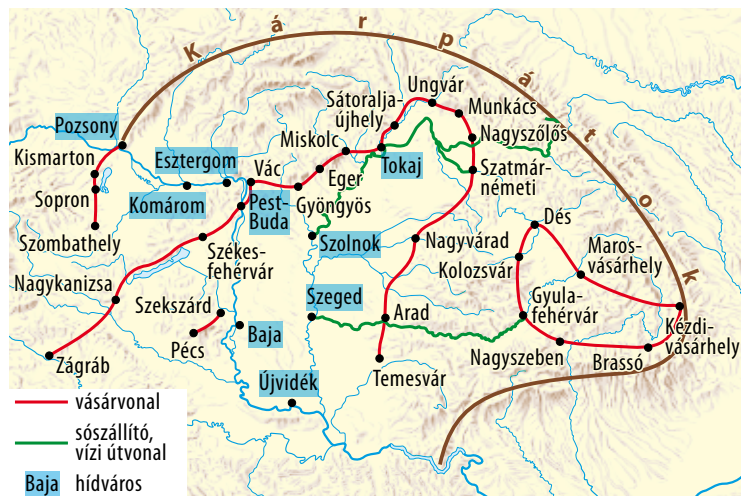 Kárpátok
Ungvár
Sátoralja-
újhely
Munkács
Pozsony
Miskolc
Nagyszőlős
Kismarton
Esztergom
Vác
Tokaj
Eger
Szatmár-
németi
Sopron
Komárom
Pest-
Buda
Gyöngyös
Szombathely
Székes-
fehérvár
Szolnok
Nagyvárad
Dés
Kolozsvár
Maros-
vásárhely
Nagykanizsa
Szekszárd
Szeged
Arad
Gyula-
fehérvár
Baja
Kézdi-
vásárhely
Pécs
Nagyszeben
Brassó
Zágráb
Temesvár
Újvidék
vásárvonal
sószállító,
vízi útvonal
Baja hídváros